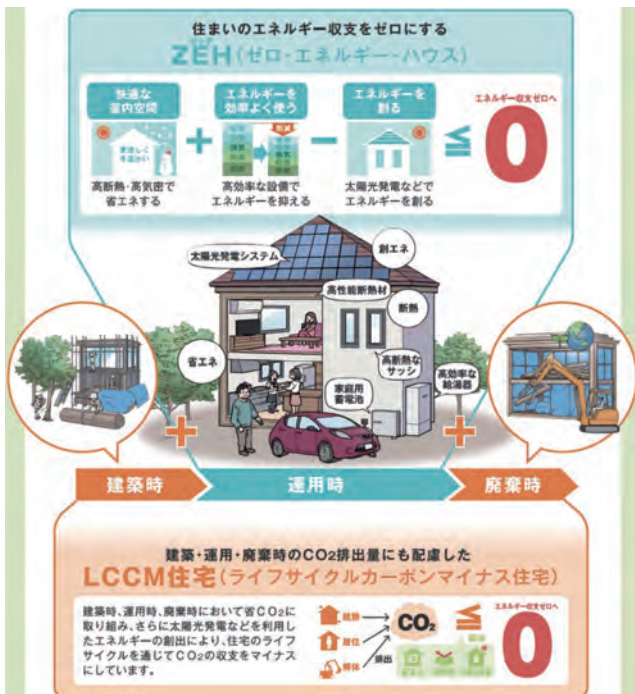 住まいのエネルギー収支をゼロにする
ZEH(ゼロ・エネルギー・ハウス)
快適な
室内空間
エネルギーを
効率よく使う
エネルギーを
創る
エネルギー収支ゼロへ
+
−
≦
0
夏涼しく
冬温かい
削減
高断熱・高気密で
省エネする
高効率な設備で
エネルギーを抑える
太陽光発電などで
エネルギーを創る
太陽光発電システム
創エネ
高性能断熱材
断熱
省エネ
高断熱な
サッシ
家庭用
蓄電池
高効率な
給湯器
+
+
建築時
運用時
廃棄時
建築・運用・廃棄時のCO2排出量にも配慮した
LCCM住宅(ライフサイクルカーボンマイナス住宅)
建築時、運用時、廃棄時において省CO2に
取り組み、さらに太陽光発電などを利用し
たエネルギーの創出により、住宅のライフ
サイクルを通じてCO2の収支をマイナス
にしています。
居住
解体
排出
CO2
≦
エネルギー収支ゼロへ
0